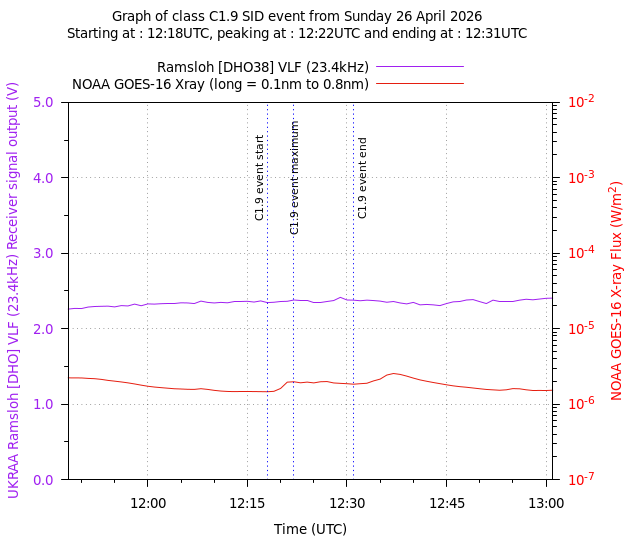 Graph of class C1.9 SID event from Sunday 26 April 2026
Starting at : 12:18UTC, peaking at : 12:22UTC and ending at : 12:31UTC
Ramsloh [DHO38] VLF (23.4kHz)
NOAA GOES-16 Xray (long = 0.1nm to 0.8nm)
UKRAA Ramsloh [DHO] VLF (23.4kHz) Receiver signal output (V)
5.0
4.0
3.0
2.0
1.0
0.0
C1.9 event start
C1.9 event maximum
C1.9 event end
10-2
10-3
10-4
10-5
10-6
10-7
NOAA GOES-16 X-ray Flux (W/m2)
12:00
12:15
12:30
12:45
13:00
Time (UTC)